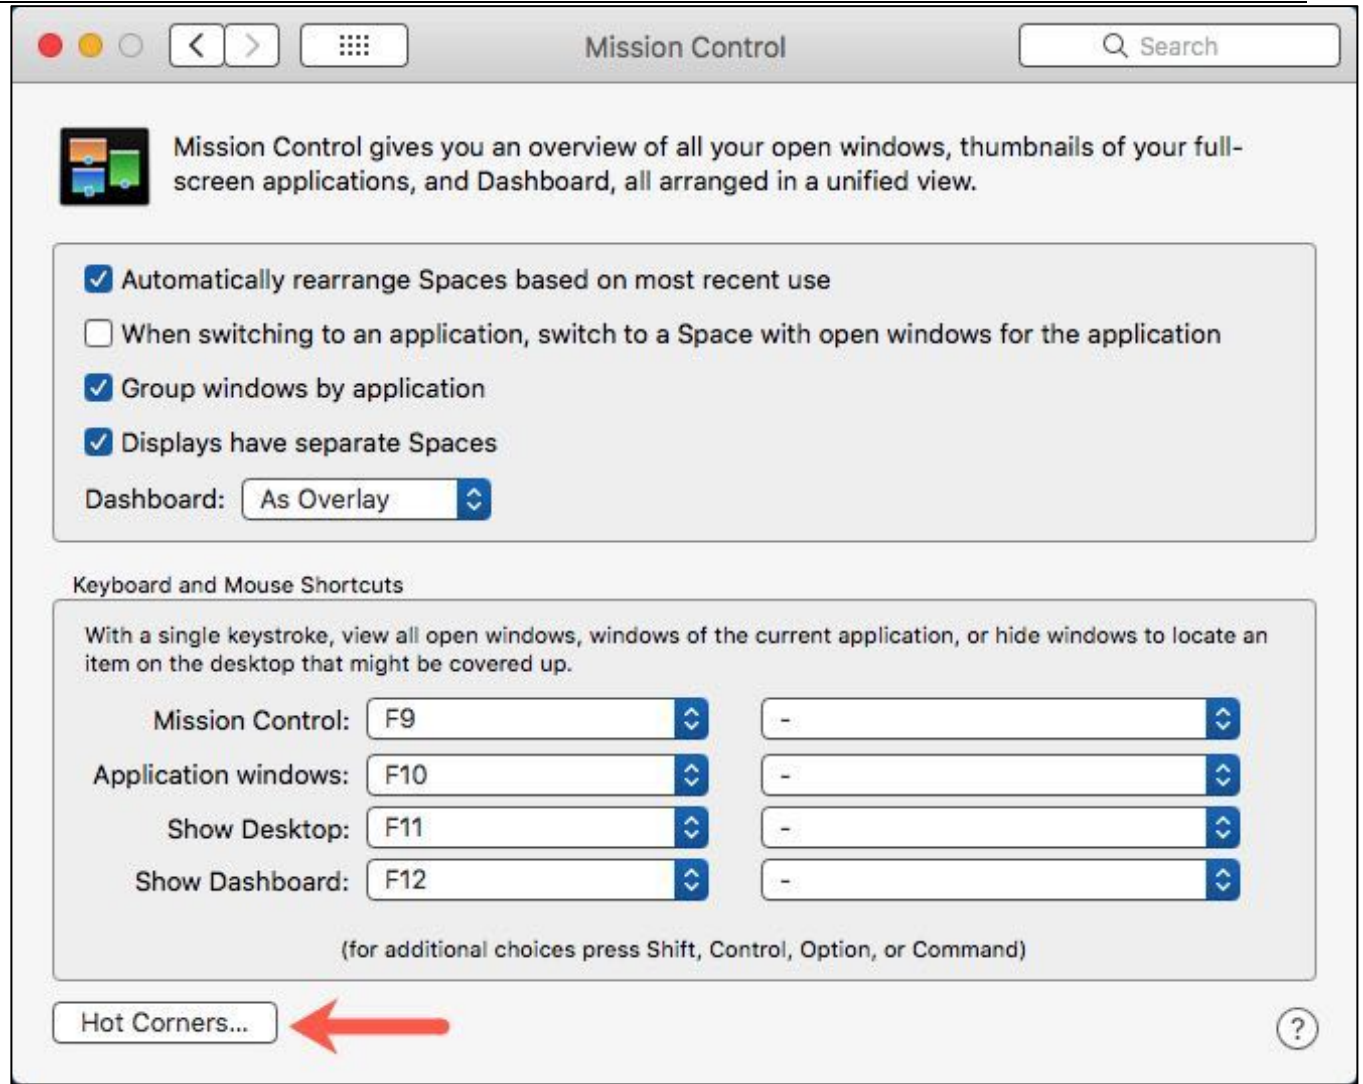 Mission Control
Search
Mission Control gives you an overview of all your open windows, thumbnails of your full-
screen applications, and Dashboard, all arranged in a unified view.
Automatically rearrange Spaces based on most recent use
When switching to an application, switch to a Space with open windows for the application
Group windows by application
Displays have separate Spaces
Dashboard: As Overlay
Keyboard and Mouse Shortcuts
With a single keystroke, view all open windows, windows of the current application, or hide windows to locate an
item on the desktop that might be covered up.
Mission Control: F9 -
Application windows: F10 -
Show Desktop: F11 -
Show Dashboard: F12 -
(for additional choices press Shift, Control, Option, or Command)
Hot Corners... ?